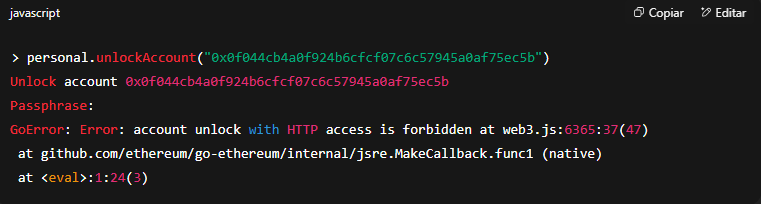 javascript
Copiar
Editar
> personal.unlockAccount("0x0f044cb4a0f924b6cfcf07c6c57945a0af75ec5b")
Unlock account 0x0f044cb4a0f924b6cfcf07c6c57945a0af75ec5b
Passphrase:
GoError: Error: account unlock with HTTP access is forbidden at web3.js:6365:37(47)
at github.com/ethereum/go-ethereum/internal/jsre.MakeCallback.func1 (native)
at <eval>:1:24(3)